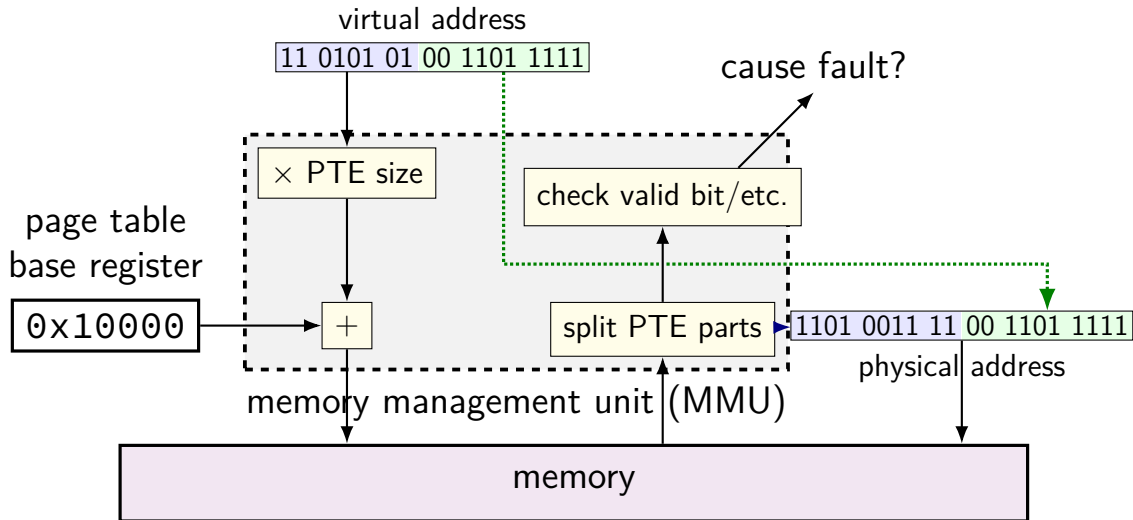 virtual address
11 0101 01 00 1101 1111
cause fault?
× PTE size
check valid bit/etc.
page table
base register
0x10000
+
split PTE parts
1101 0011 11 00 1101 1111
physical address
memory management unit (MMU)
memory